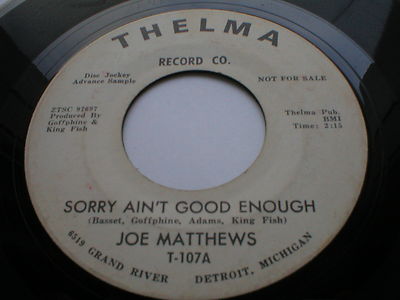 THELMA
RECORD CO.
Disc Jockey
Advance Sample
NOT FOR SALE
ZTSC 97697
Produced By
Goffphine &
King Fish
Thelma Pub.
BMI
Time: 2:15
SORRY AIN'T GOOD ENOUGH
(Basset, Goffphine, Adams, King Fish)
JOE MATTHEWS
T-107A
6519 GRAND RIVER DETROIT, MICHIGAN